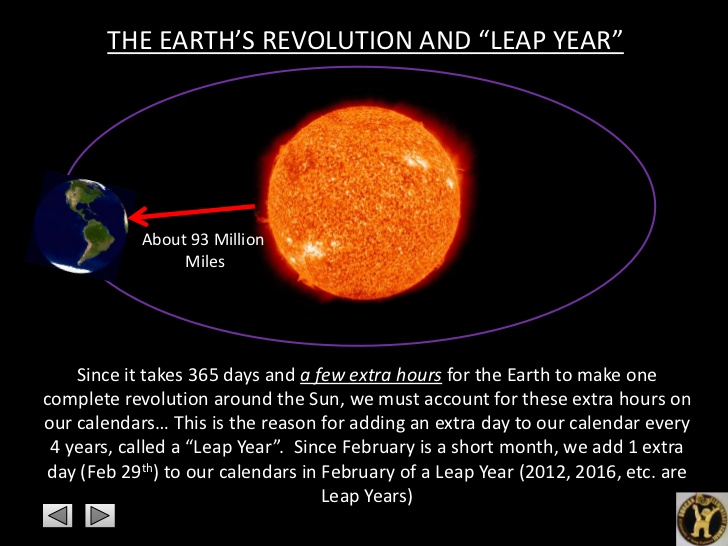 THE EARTH’S REVOLUTION AND “LEAP YEAR”
About 93 Million
Miles
Since it takes 365 days and a few extra hours for the Earth to make one
complete revolution around the Sun, we must account for these extra hours on
our calendars… This is the reason for adding an extra day to our calendar every
4 years, called a “Leap Year”.  Since February is a short month, we add 1 extra
day (Feb 29th) to our calendars in February of a Leap Year (2012, 2016, etc. are
Leap Years)